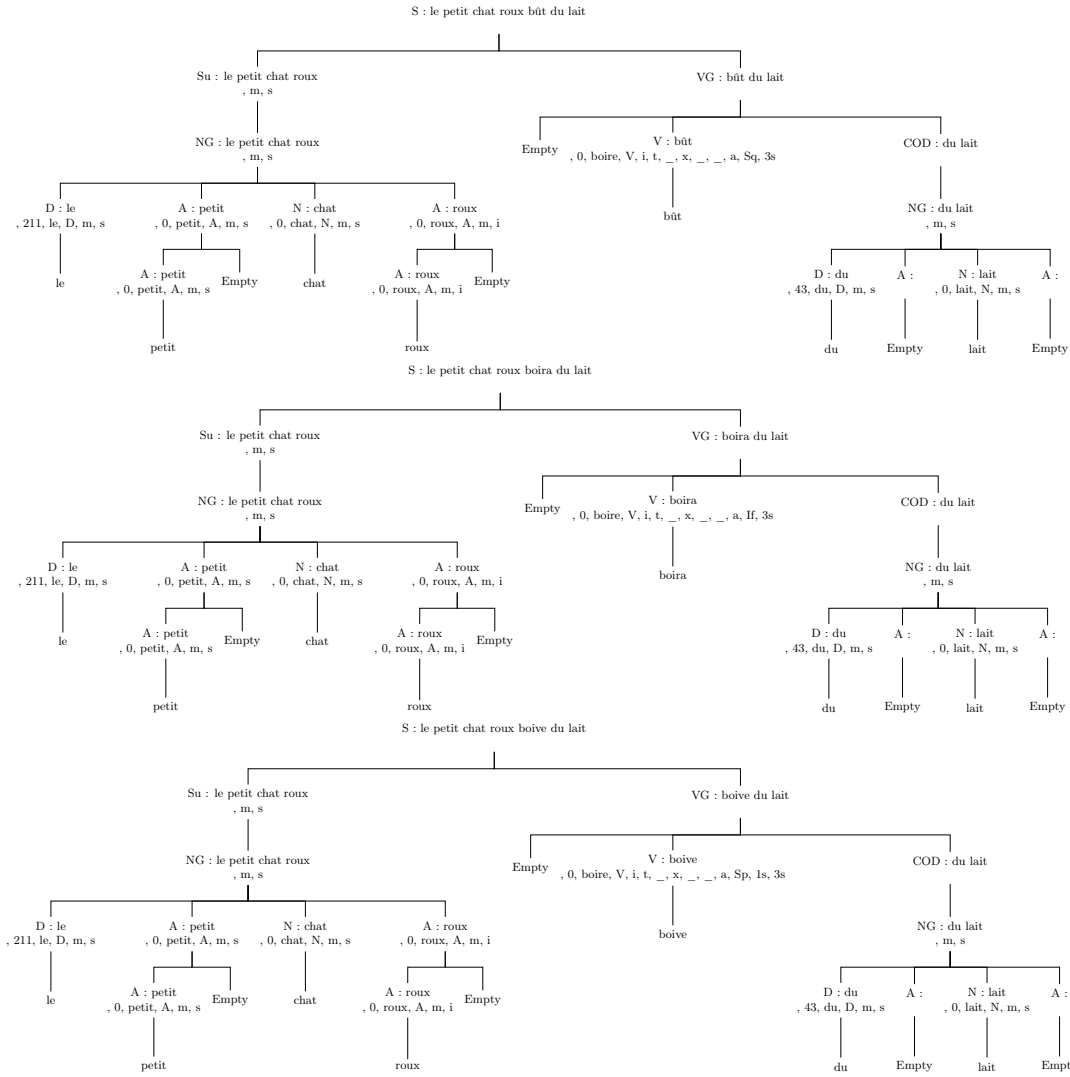 S : le petit chat roux bût du lait
Su : le petit chat roux
, m, s
VG : bût du lait
NG : le petit chat roux
, m, s
Empty
V : bût
, 0, boire, V, i, t, _, x, _, _, a, Sq, 3s
COD : du lait
D : le
, 211, le, D, m, s
A : petit
, 0, petit, A, m, s
N : chat
, 0, chat, N, m, s
A : roux
, 0, roux, A, m, i
bût
NG : du lait
, m, s
le
A : petit
, 0, petit, A, m, s
Empty
chat
A : roux
, 0, roux, A, m, i
Empty
D : du
, 43, du, D, m, s
A :
N : lait
, 0, lait, N, m, s
A :
petit
roux
du
Empty
lait
Empty
S : le petit chat roux boira du lait
Su : le petit chat roux
, m, s
VG : boira du lait
NG : le petit chat roux
, m, s
Empty
V : boira
, 0, boire, V, i, t, _, x, _, _, a, If, 3s
COD : du lait
D : le
, 211, le, D, m, s
A : petit
, 0, petit, A, m, s
N : chat
, 0, chat, N, m, s
A : roux
, 0, roux, A, m, i
boira
NG : du lait
, m, s
le
A : petit
, 0, petit, A, m, s
Empty
chat
A : roux
, 0, roux, A, m, i
Empty
D : du
, 43, du, D, m, s
A :
N : lait
, 0, lait, N, m, s
A :
petit
roux
du
Empty
lait
Empty
S : le petit chat roux boive du lait
Su : le petit chat roux
, m, s
VG : boive du lait
NG : le petit chat roux
, m, s
Empty
V : boive
, 0, boire, V, i, t, _, x, _, _, a, Sp, 1s, 3s
COD : du lait
D : le
, 211, le, D, m, s
A : petit
, 0, petit, A, m, s
N : chat
, 0, chat, N, m, s
A : roux
, 0, roux, A, m, i
boive
NG : du lait
, m, s
le
A : petit
, 0, petit, A, m, s
Empty
chat
A : roux
, 0, roux, A, m, i
Empty
D : du
, 43, du, D, m, s
A :
N : lait
, 0, lait, N, m, s
A :
petit
roux
du
Empty
lait
Empt